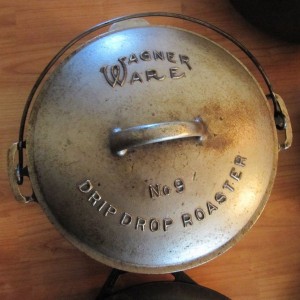 WAGNER
WARE
No 9
DRIP DROP ROASTER